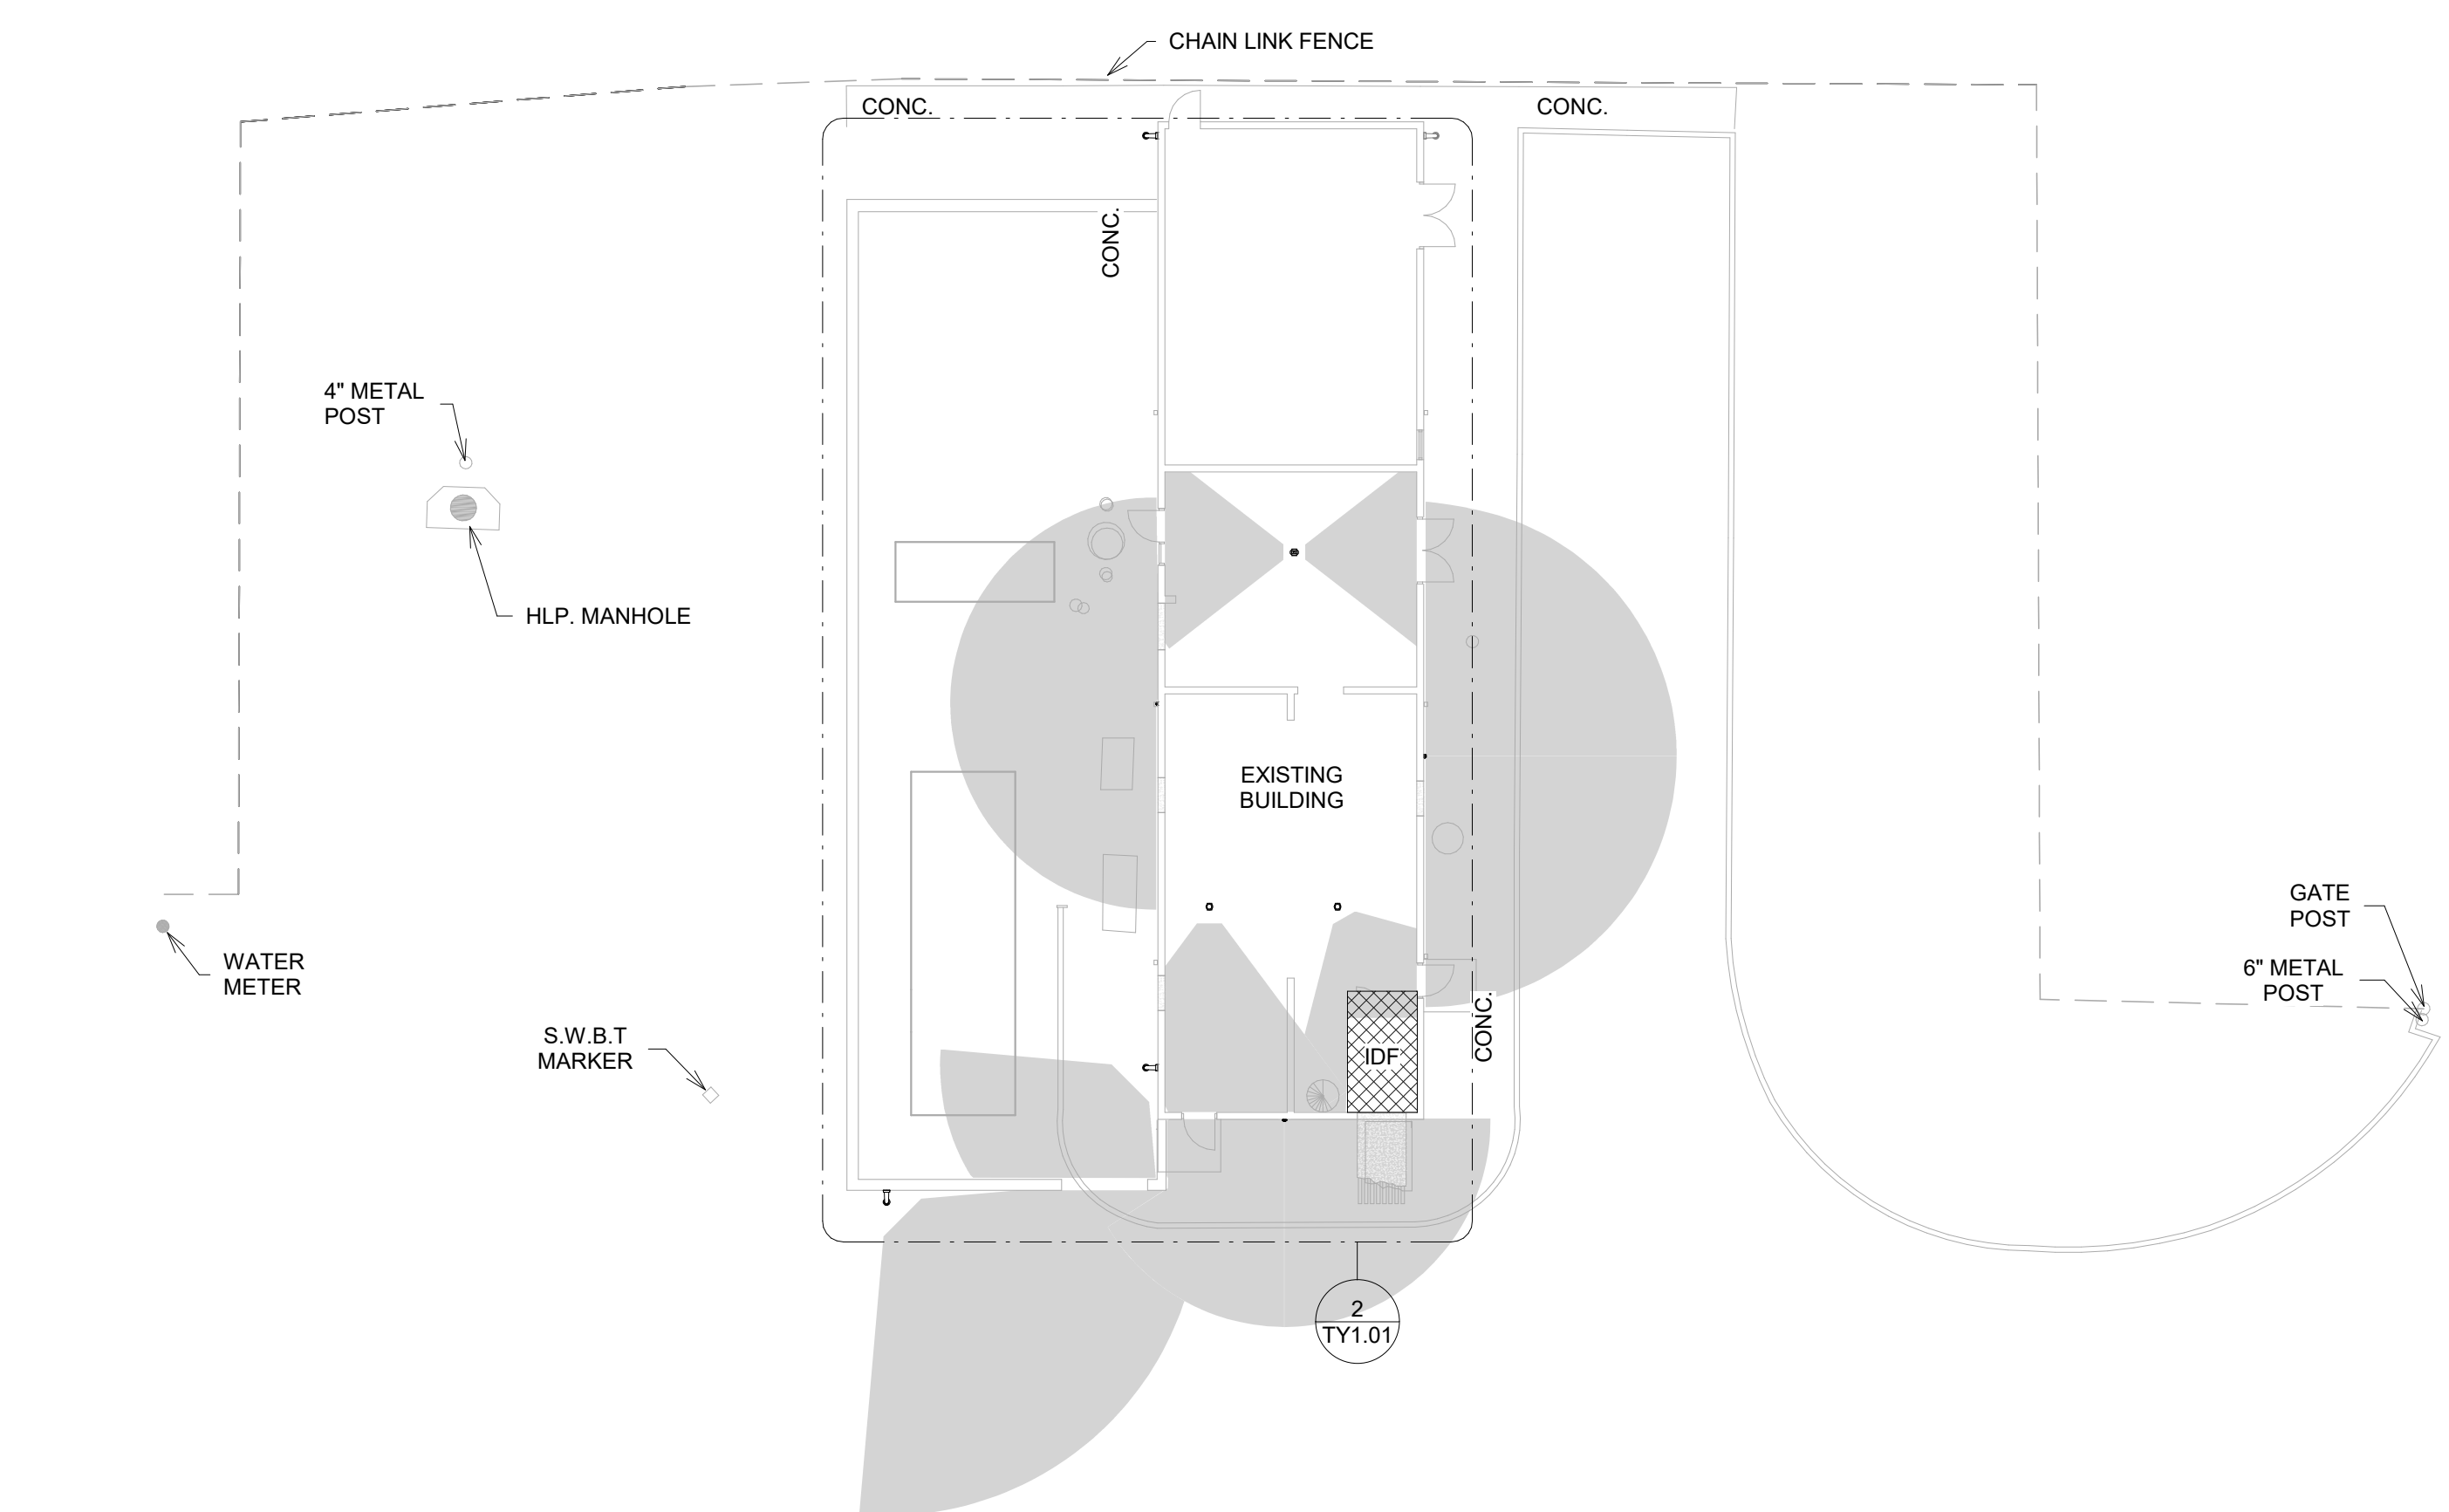 CHAIN LINK FENCE
CONC.
CONC.
CONC.
4" METAL
POST
HLP. MANHOLE
EXISTING
BUILDING
GATE
POST
WATER
METER
6" METAL
POST
S.W.B.T
MARKER
CONC.
IDF
2
TY1.01